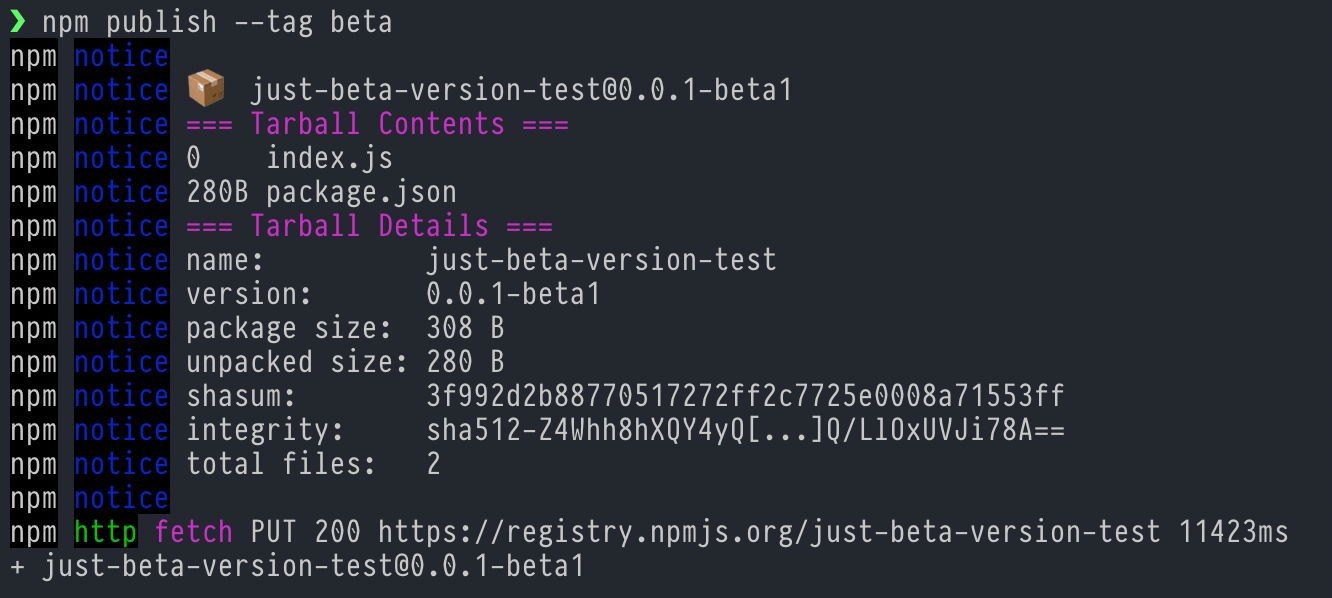 ❯ npm publish --tag beta
npm notice
npm notice 📦  just-beta-version-test@0.0.1-beta1
npm notice === Tarball Contents ===
npm notice 0    index.js
npm notice 280B package.json
npm notice === Tarball Details ===
npm notice name:          just-beta-version-test
npm notice version:       0.0.1-beta1
npm notice package size:  308 B
npm notice unpacked size: 280 B
npm notice shasum:        3f992d2b88770517272ff2c7725e0008a71553ff
npm notice integrity:     sha512-Z4Whh8hXQY4yQ[...]Q/LlOxUVJi78A==
npm notice total files:   2
npm notice
npm http fetch PUT 200 https://registry.npmjs.org/just-beta-version-test 11423ms
+ just-beta-version-test@0.0.1-beta1